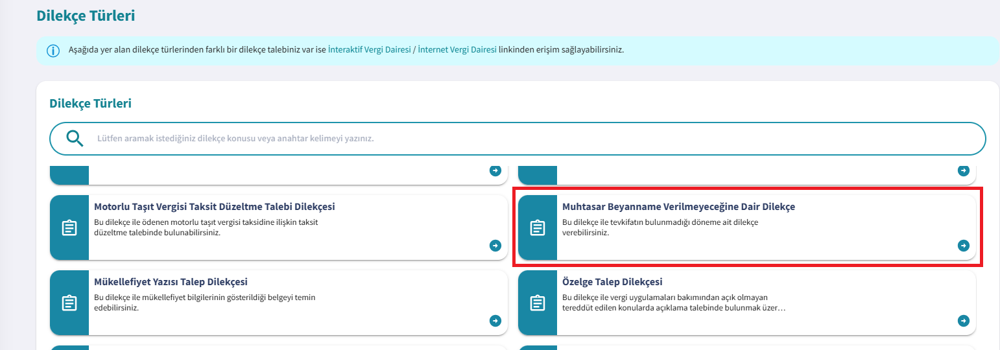 Dilekçe Türleri
Aşağıda yer alan dilekçe türlerinden farklı bir dilekçe talebiniz var ise İnteraktif Vergi Dairesi / İnternet Vergi Dairesi linkinden erişim sağlayabilirsiniz.
Dilekçe Türleri
Lütfen aramak istediğiniz dilekçe konusu veya anahtar kelimeyi yazınız.
Motorlu Taşıt Vergisi Taksit Düzeltme Talebi Dilekçesi
Bu dilekçe ile ödenen motorlu taşıt vergisi taksidine ilişkin taksit
düzeltme talebinde bulunabilirsiniz.
Muhtasar Beyanname Verilmeyeceğine Dair Dilekçe
Bu dilekçe ile tevkifatın bulunmadığı döneme ait dilekçe
verebilirsiniz.
Mükellefiyet Yazısı Talep Dilekçesi
Bu dilekçe ile mükellefiyet bilgilerinin gösterildiği belgeyi temin
edebilirsiniz.
Özelge Talep Dilekçesi
Bu dilekçe ile vergi uygulamaları bakımından açık olmayan
tereddüt edilen konularda açıklama talebinde bulunmak üzer...